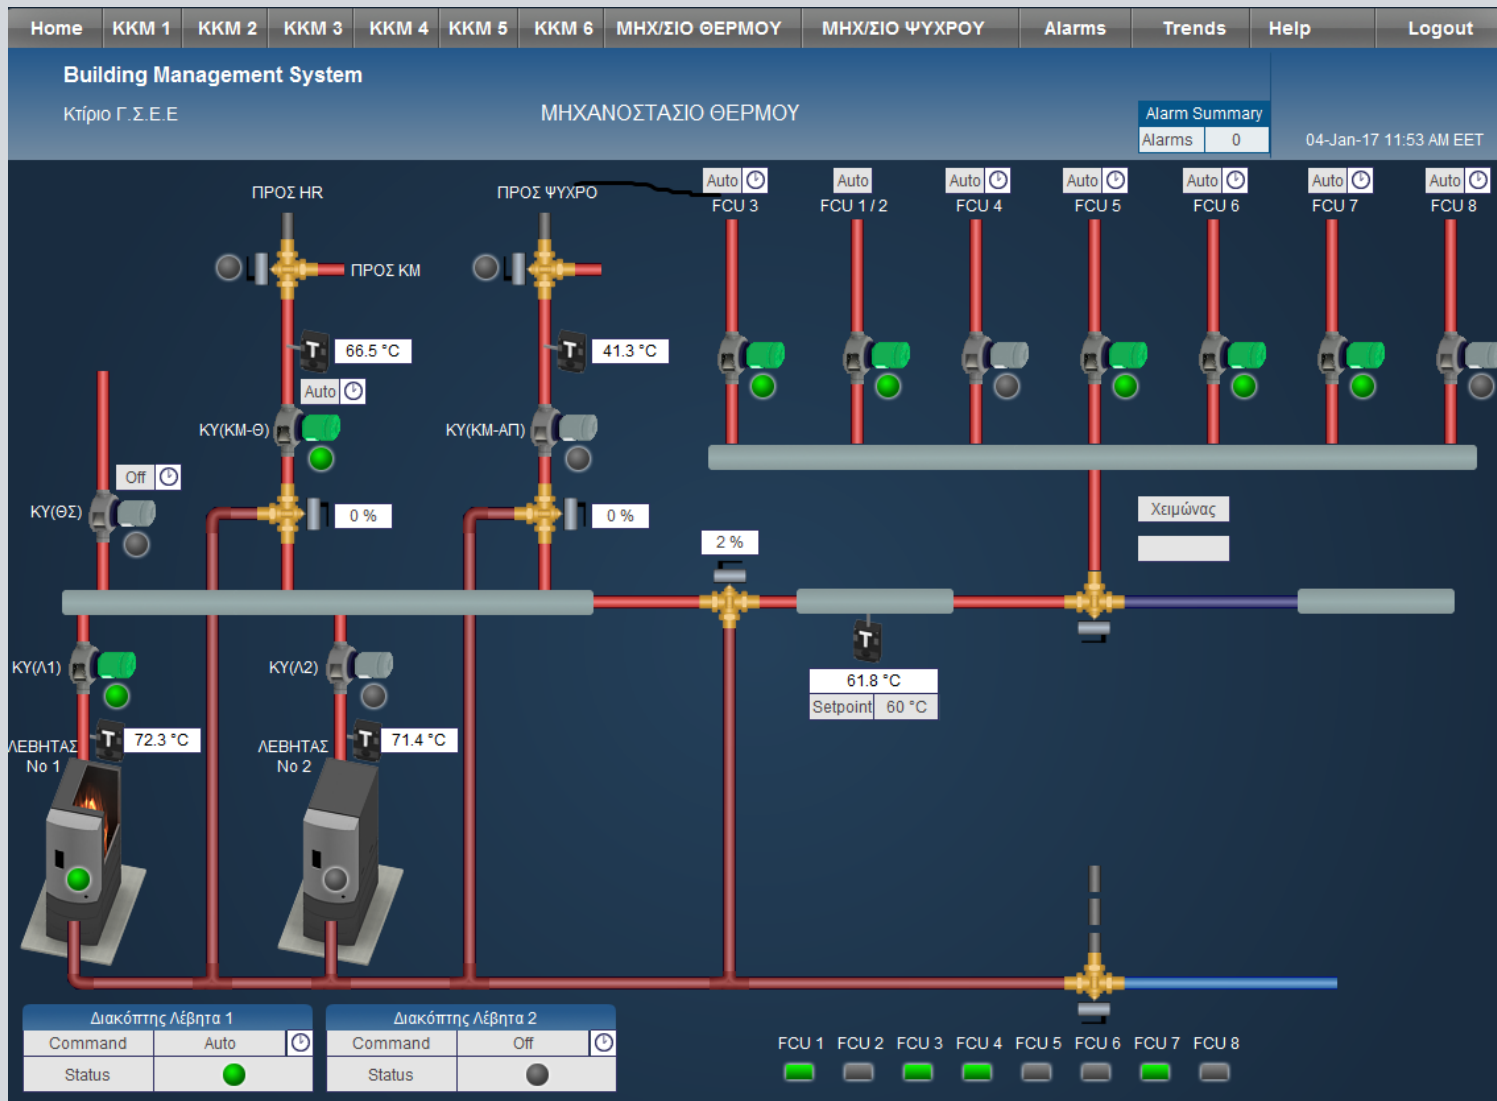 Home KKM 1 KKM 2 KKM 3 KKM 4 KKM 5 KKM 6 ΜΗΧ/ΣΙΟ ΘΕΡΜΟΥ ΜΗΧ/ΣΙΟ ΨΥΧΡΟΥ Alarms Trends Help Logout
Building Management System
Κτίριο Γ.Σ.Ε.Ε
ΜΗΧΑΝΟΣΤΑΣΙΟ ΘΕΡΜΟΥ
Alarm Summary
Alarms 0
04-Jan-17 11:53 AM EET
Auto Auto Auto Auto Auto Auto Auto
FCU 3 FCU 1 / 2 FCU 4 FCU 5 FCU 6 FCU 7 FCU 8
ΠΡΟΣ HR ΠΡΟΣ ΨΥΧΡΟ
ΠΡΟΣ ΚΜ
T 66.5 °C T 41.3 °C
Auto
ΚΥ(ΚΜ-Θ) ΚΥ(ΚΜ-ΑΠ)
Off
ΚΥ(ΘΣ)
0 % 0 %
Χειμώνας
2 %
ΚΥ(Λ1) ΚΥ(Λ2)
T
61.8 °C
Setpoint 60 °C
T 72.3 °C T 71.4 °C
ΛΕΒΗΤΑΣ
No 1
ΛΕΒΗΤΑΣ
No 2
Διακόπτης Λέβητα 1
Command Auto
Status
Διακόπτης Λέβητα 2
Command Off
Status
FCU 1 FCU 2 FCU 3 FCU 4 FCU 5 FCU 6 FCU 7 FCU 8